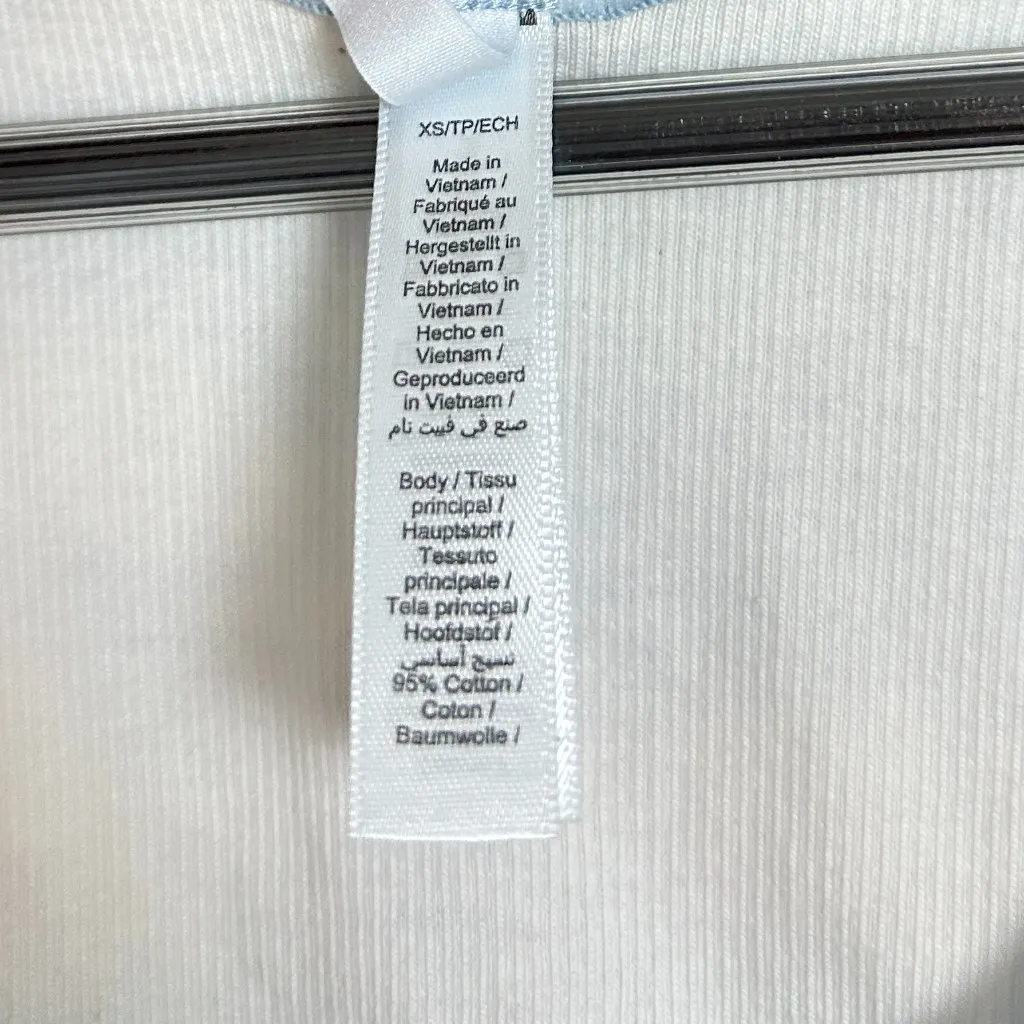 XS/TP/ECH
Made in
Vietnam /
Fabriqué au
Vietnam /
Hergestellt in
Vietnam /
Fabbricato in
Vietnam /
Hecho en
Vietnam /
Geproduceerd
in Vietnam /
صنع في فييت نام
Body / Tissu
principal /
Hauptstoff /
Tessuto
principale /
Tela principal /
Hoofdstof /
نسيج أساسي
95% Cotton /
Coton /
Baumwolle /